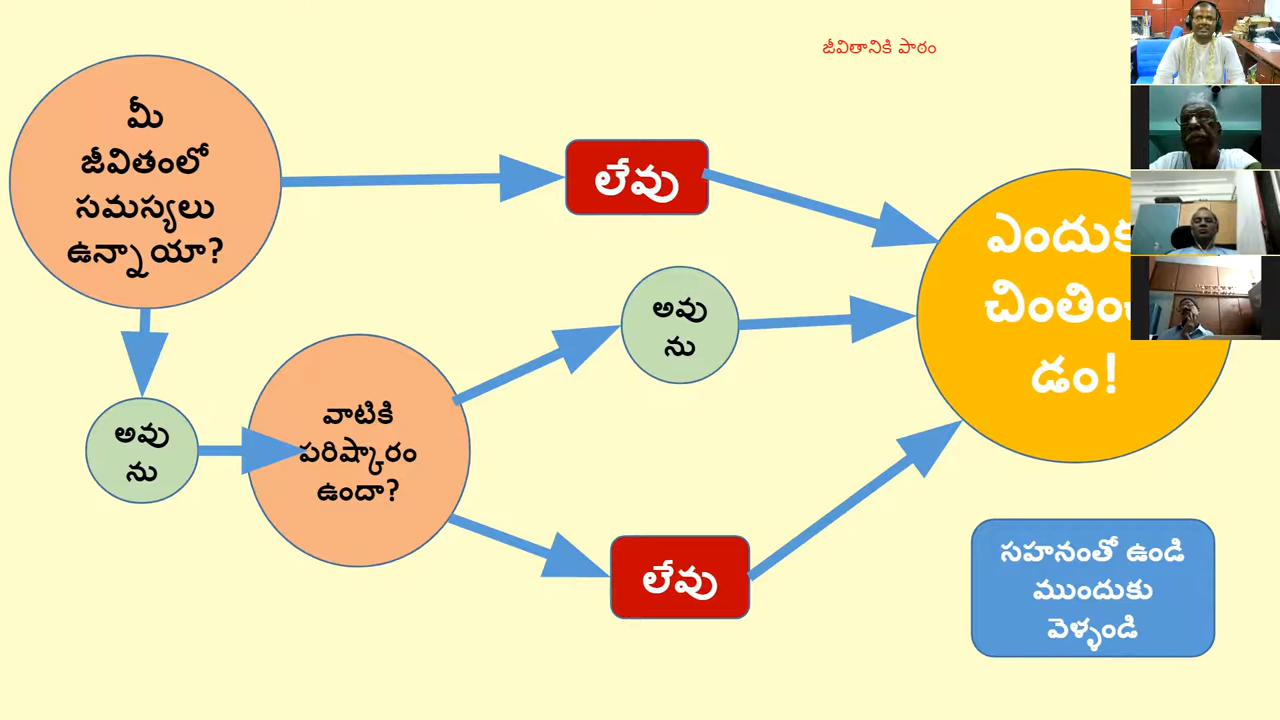 జీవితానికి పాఠం
మీ
జీవితంలో
సమస్యలు
ఉన్నాయా?
లేవు
అవు
ను
డం!
అవు
ను
వాటికి
పరిష్కారం
ఉందా?
లేవు
సహనంతో ఉండి
ముందుకు
వెళ్ళండి